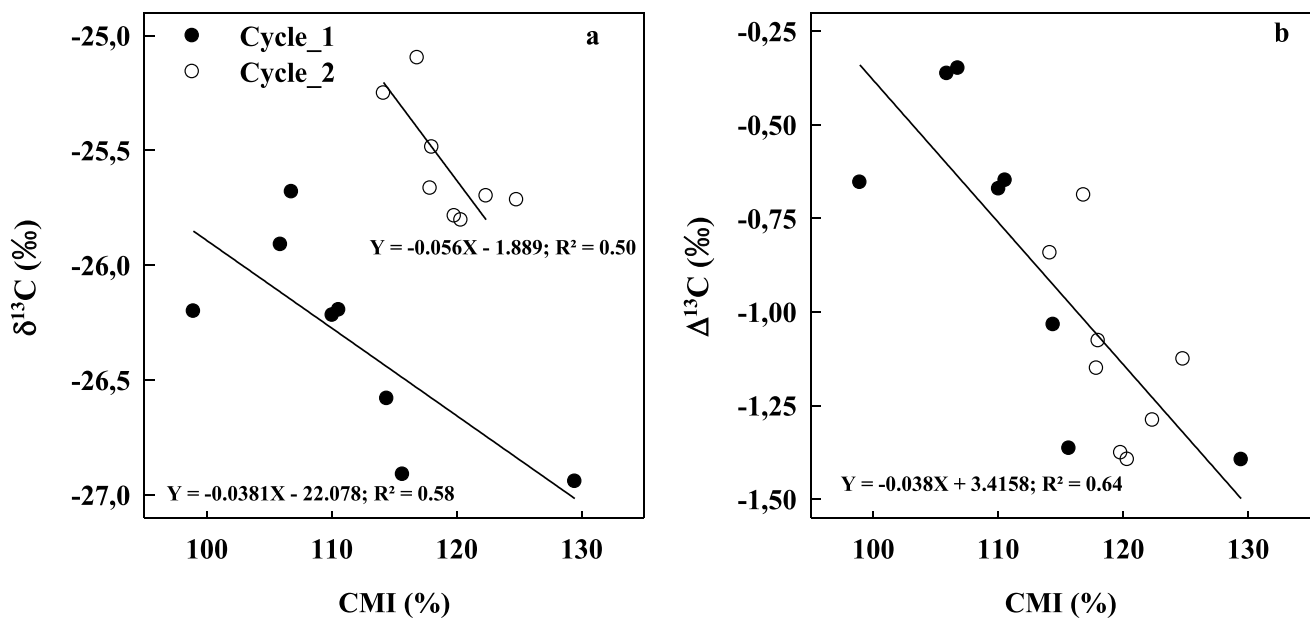 -25,0
-25,5
-26,0
-26,5
-27,0
δ¹³C (‰)
Cycle_1
Cycle_2
a
Y = -0.056X - 1.889; R² = 0.50
Y = -0.0381X - 22.078; R² = 0.58
100 110 120 130
CMI (%)
-0,25
-0,50
-0,75
-1,00
-1,25
-1,50
Δ¹³C (‰)
b
Y = -0.038X + 3.4158; R² = 0.64
100 110 120 130
CMI (%)